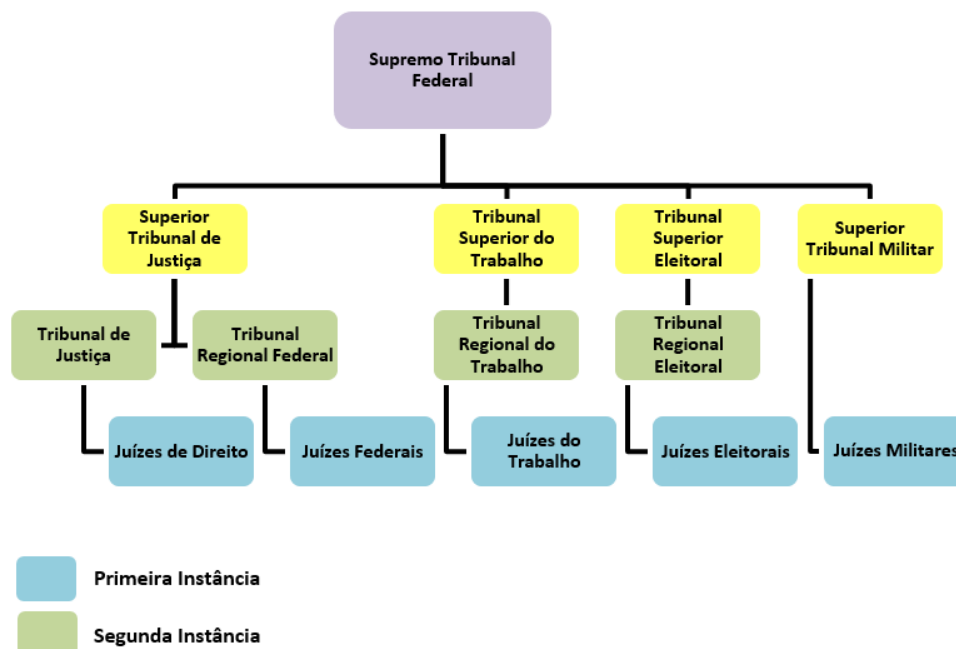 Supremo Tribunal
Federal
Superior
Tribunal de
Justiça
Tribunal
Superior do
Trabalho
Tribunal
Superior
Eleitoral
Superior
Tribunal Militar
Tribunal de
Justiça
Tribunal
Regional Federal
Tribunal
Regional do
Trabalho
Tribunal
Regional
Eleitoral
Juízes de Direito
Juízes Federais
Juízes do
Trabalho
Juízes Eleitorais
Juízes Militares
Primeira Instância
Segunda Instância